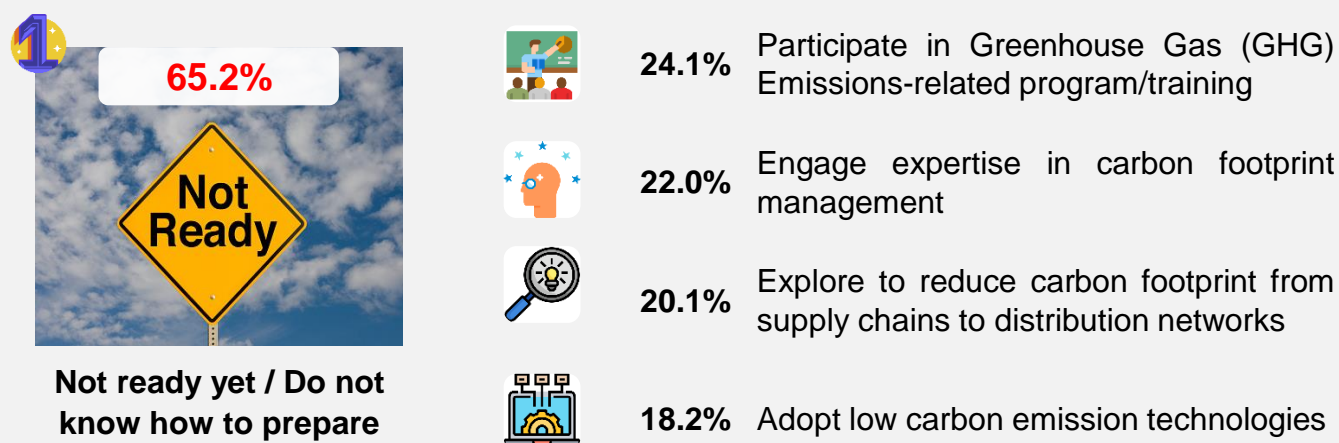 1
65.2%
Not
Ready
Not ready yet / Do not
know how to prepare
24.1%
Participate in Greenhouse Gas (GHG)
Emissions-related program/training
22.0%
Engage expertise in carbon footprint
management
20.1%
Explore to reduce carbon footprint from
supply chains to distribution networks
18.2%
Adopt low carbon emission technologies